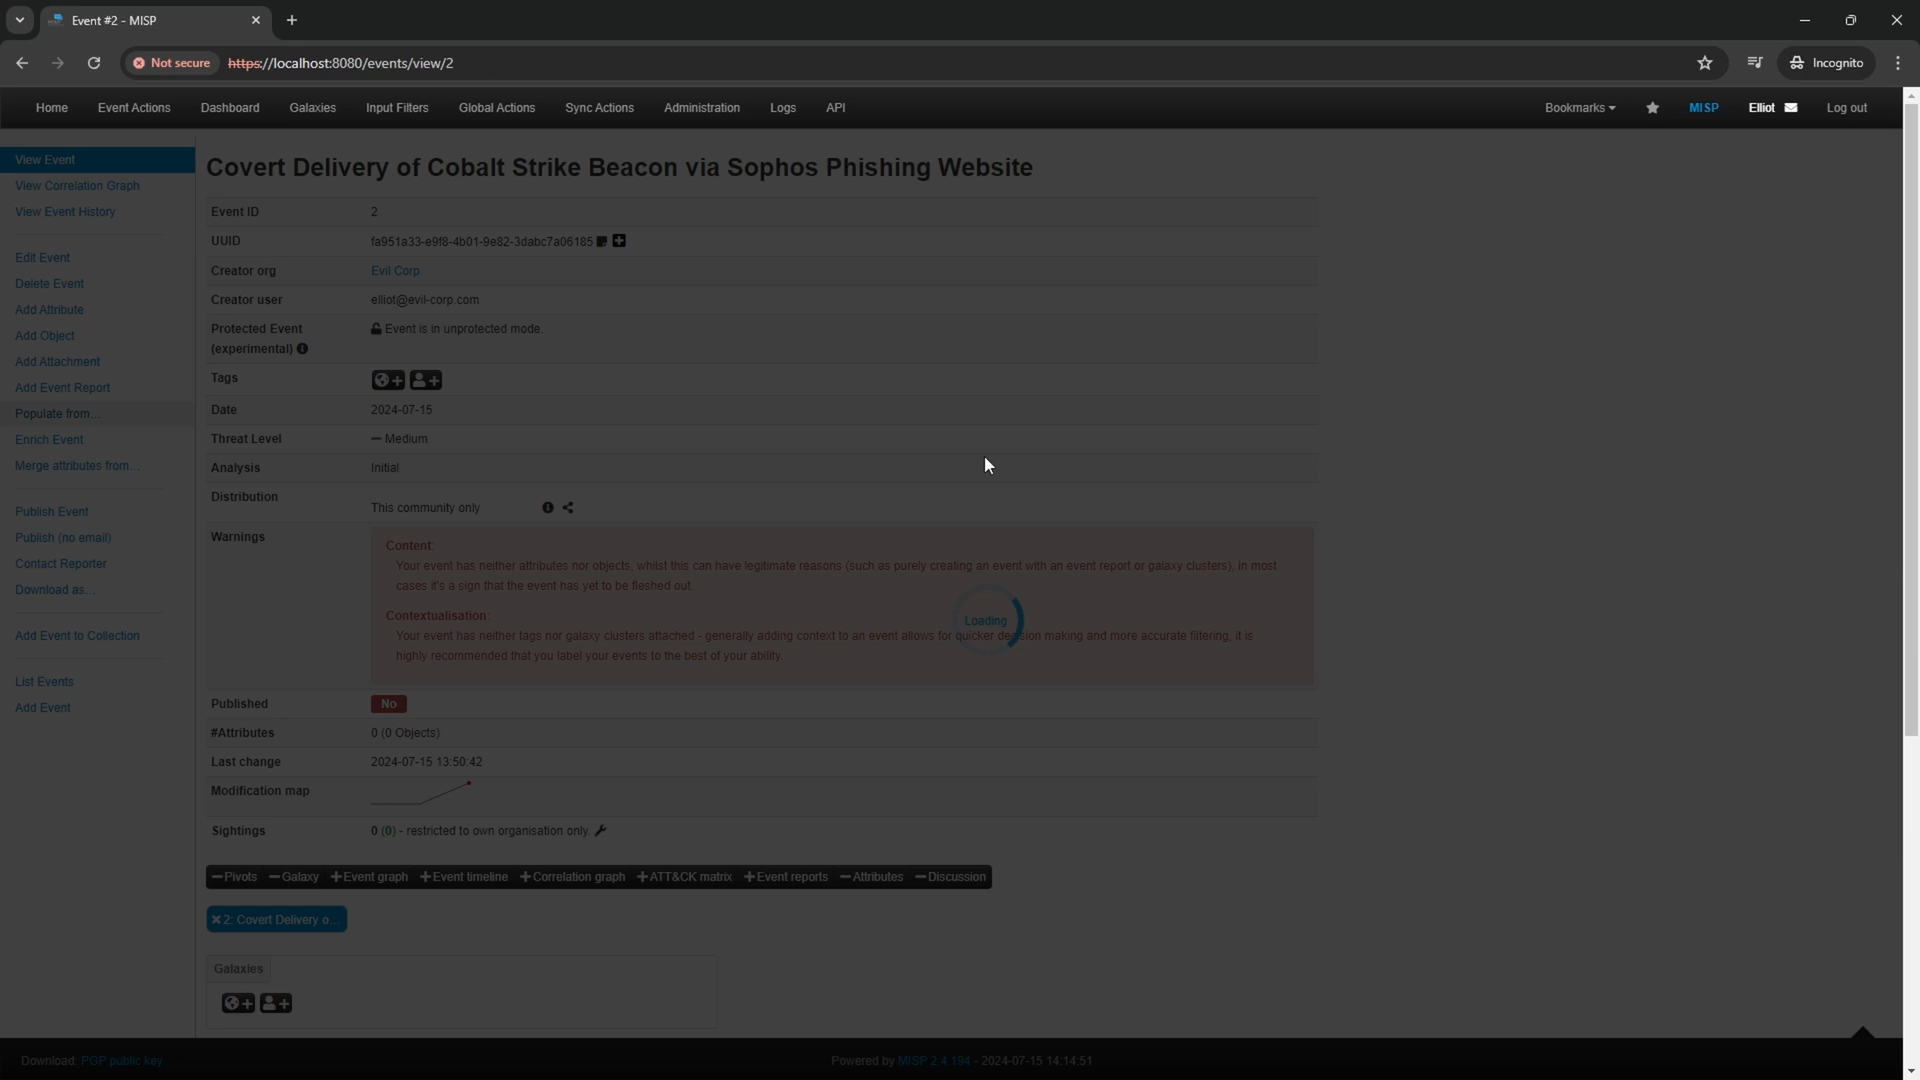 Event #2 - MISP
Not secure https://localhost:8080/events/view/2 Incognito
Home Event Actions Dashboard Galaxies Input Filters Global Actions Sync Actions Administration Logs API Bookmarks MISP Elliot Log out
View Event
View Correlation Graph
View Event History
Edit Event
Delete Event
Add Attribute
Add Object
Add Attachment
Add Event Report
Populate from...
Enrich Event
Merge attributes from...
Publish Event
Publish (no email)
Contact Reporter
Download as...
Add Event to Collection
List Events
Add Event
Covert Delivery of Cobalt Strike Beacon via Sophos Phishing Website
Event ID 2
UUID fa951a33-e9f8-4b01-9e82-3dabc7a06185
Creator org Evil Corp
Creator user elliot@evil-corp.com
Protected Event Event is in unprotected mode.
(experimental)
Tags
Date 2024-07-15
Threat Level Medium
Analysis Initial
Distribution
This community only
Warnings
Content:
Your event has neither attributes nor objects, whilst this can have legitimate reasons (such as purely creating an event with an event report or galaxy clusters), in most
cases it's a sign that the event has yet to be fleshed out.
Contextualisation:
Loading
Your event has neither tags nor galaxy clusters attached - generally adding context to an event allows for quicker decision making and more accurate filtering, it is
highly recommended that you label your events to the best of your ability.
Published No
#Attributes 0 (0 Objects)
Last change 2024-07-15 13:50:42
Modification map
Sightings 0 (0) - restricted to own organisation only.
Pivots Galaxy Event graph Event timeline Correlation graph ATT&CK matrix Event reports Attributes Discussion
2: Covert Delivery o...
Galaxies
Download: PGP public key Powered by MISP 2.4.194 - 2024-07-15 14:14:51